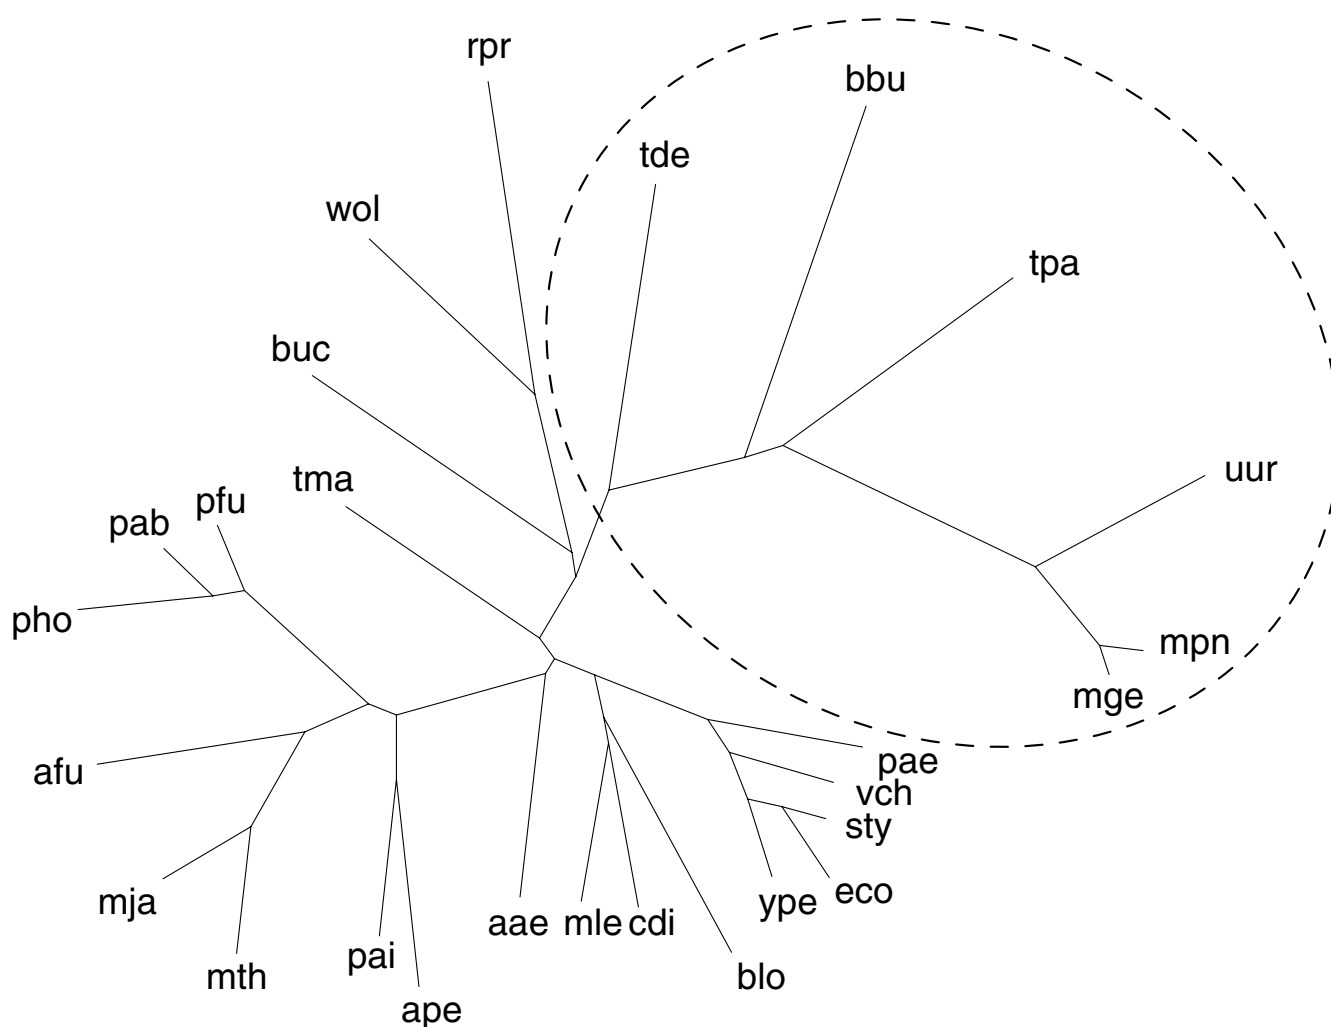 rpr
bbu
tde
wol
tpa
buc
uur
tma
pfu
pab
pho
mpn
mge
pae
afu
vch
sty
eco
mja
ype
aae
mle
cdi
pai
mth
blo
ape